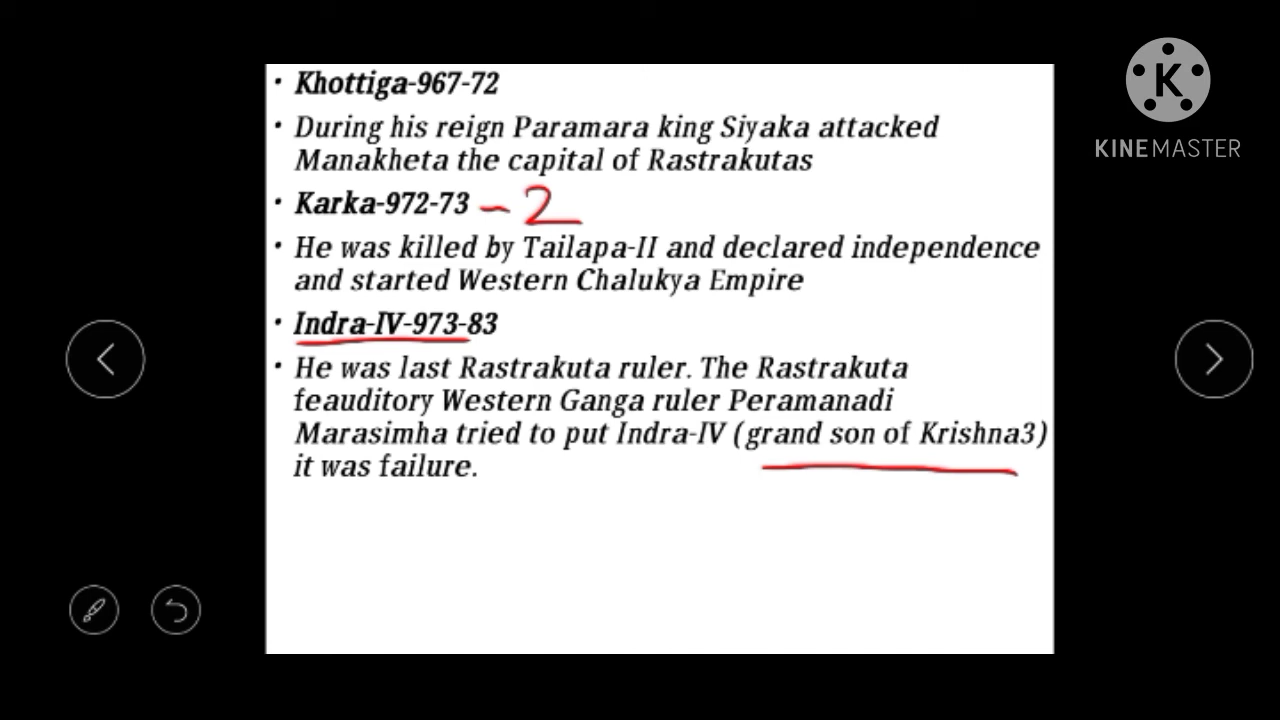 • Khottiga-967-72
• During his reign Paramara king Siyaka attacked
Manakheta the capital of Rastrakutas
• Karka-972-73 - 2
• He was killed by Tailapa-II and declared independence
and started Western Chalukya Empire
• Indra-IV-973-83
• He was last Rastrakuta ruler. The Rastrakuta
feauditory Western Ganga ruler Peramanadi
Marasimha tried to put Indra-IV (grand son of Krishna3)
it was failure.
K
KINEMASTER